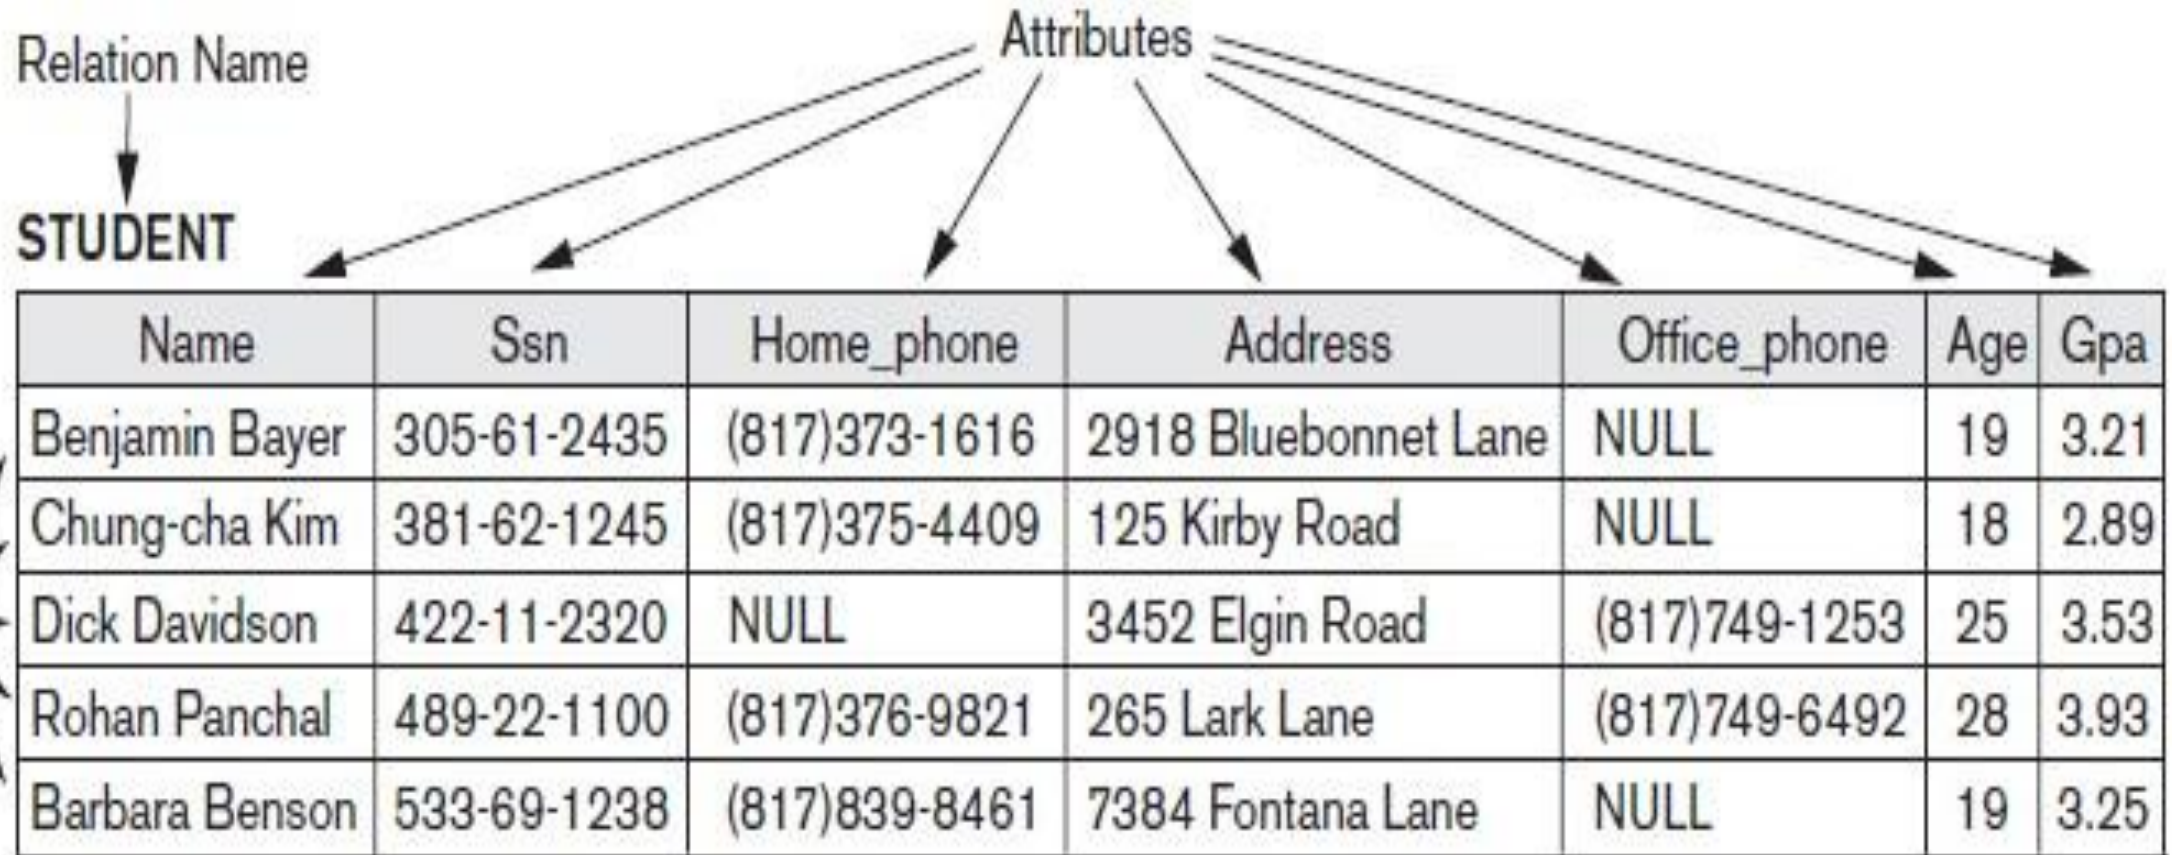 Attributes
Relation Name
STUDENT
Name Ssn Home_phone Address Office_phone Age Gpa
Benjamin Bayer 305-61-2435 (817)373-1616 2918 Bluebonnet Lane NULL 19 3.21
Chung-cha Kim 381-62-1245 (817)375-4409 125 Kirby Road NULL 18 2.89
Dick Davidson 422-11-2320 NULL 3452 Elgin Road (817)749-1253 25 3.53
Rohan Panchal 489-22-1100 (817)376-9821 265 Lark Lane (817)749-6492 28 3.93
Barbara Benson 533-69-1238 (817)839-8461 7384 Fontana Lane NULL 19 3.25